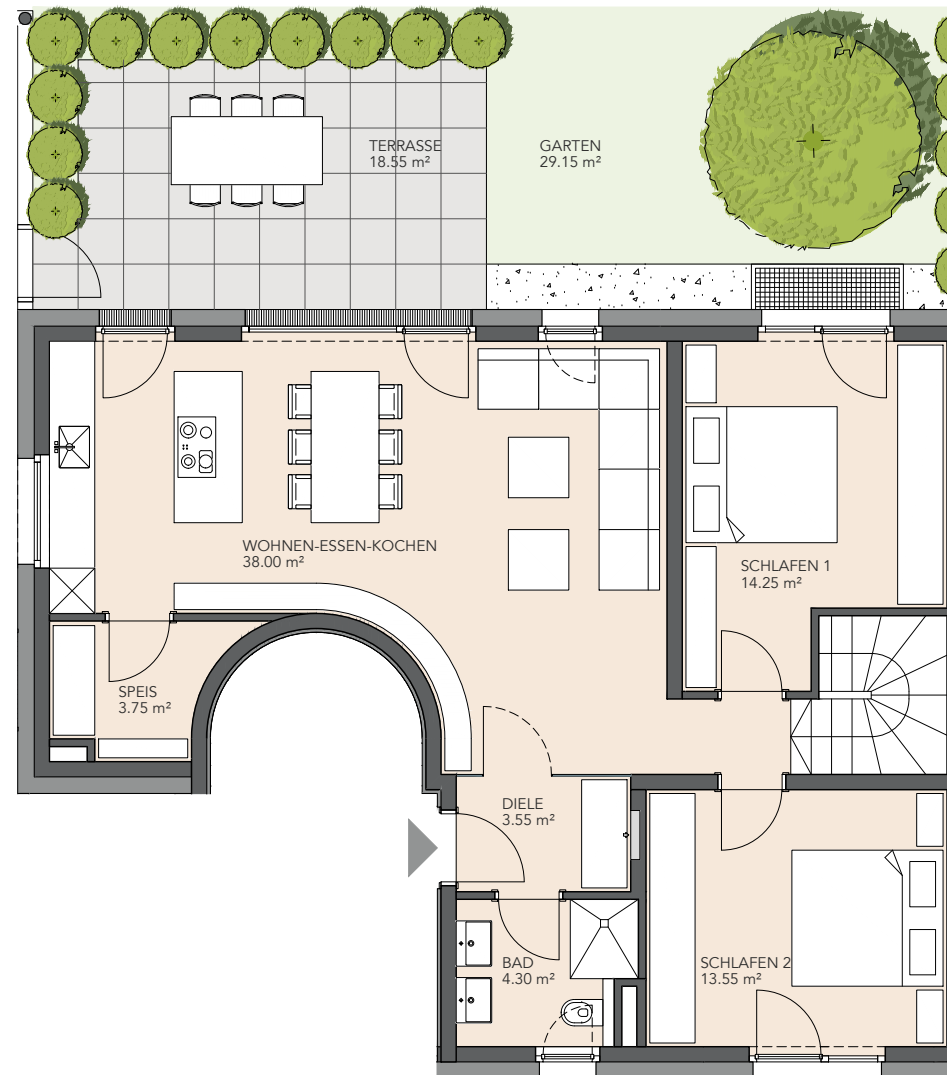 TERRASSE
18.55 m²
GARTEN
29.15 m²
WOHNEN-ESSEN-KOCHEN
38.00 m²
SCHLAFEN 1
14.25 m²
SPEIS
3.75 m²
DIELE
3.55 m²
BAD
4.30 m²
SCHLAFEN 2
13.55 m²